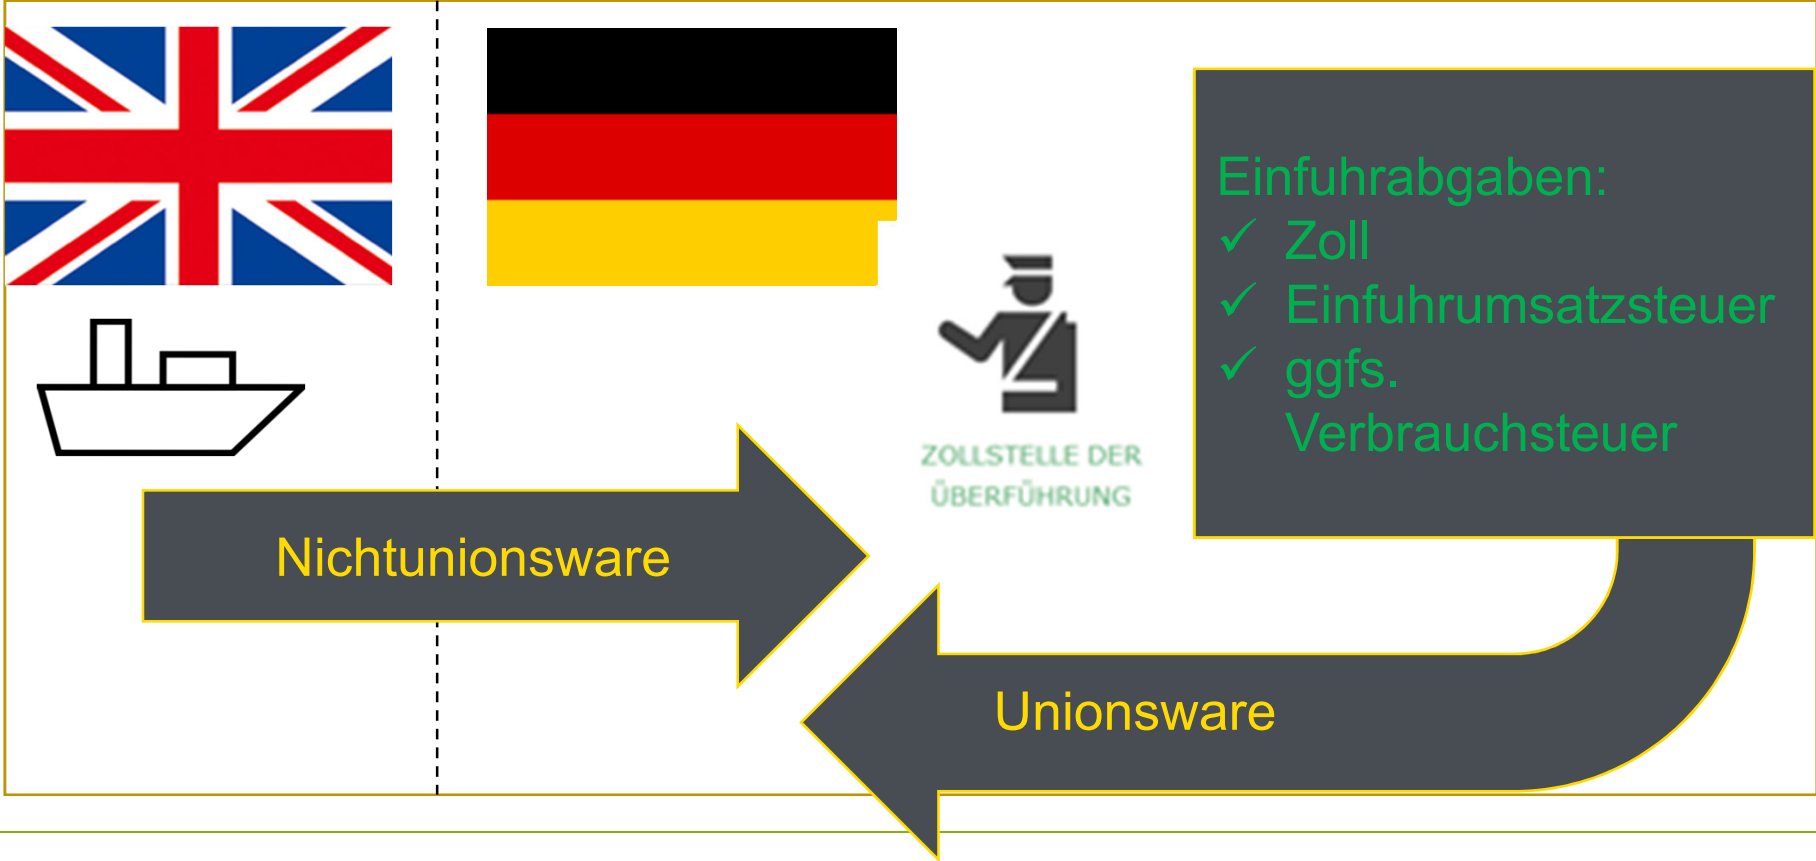 Einfuhrabgaben:
✓ Zoll
✓ Einfuhrumsatzsteuer
✓ ggfs.
Verbrauchsteuer
ZOLLSTELLE DER
ÜBERFÜHRUNG
Nichtunionsware
Unionsware